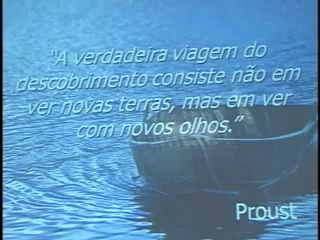 "A verdadeira viagem do
descobrimento consiste não em
ver novas terras, mas em ver
com novos olhos."
Proust